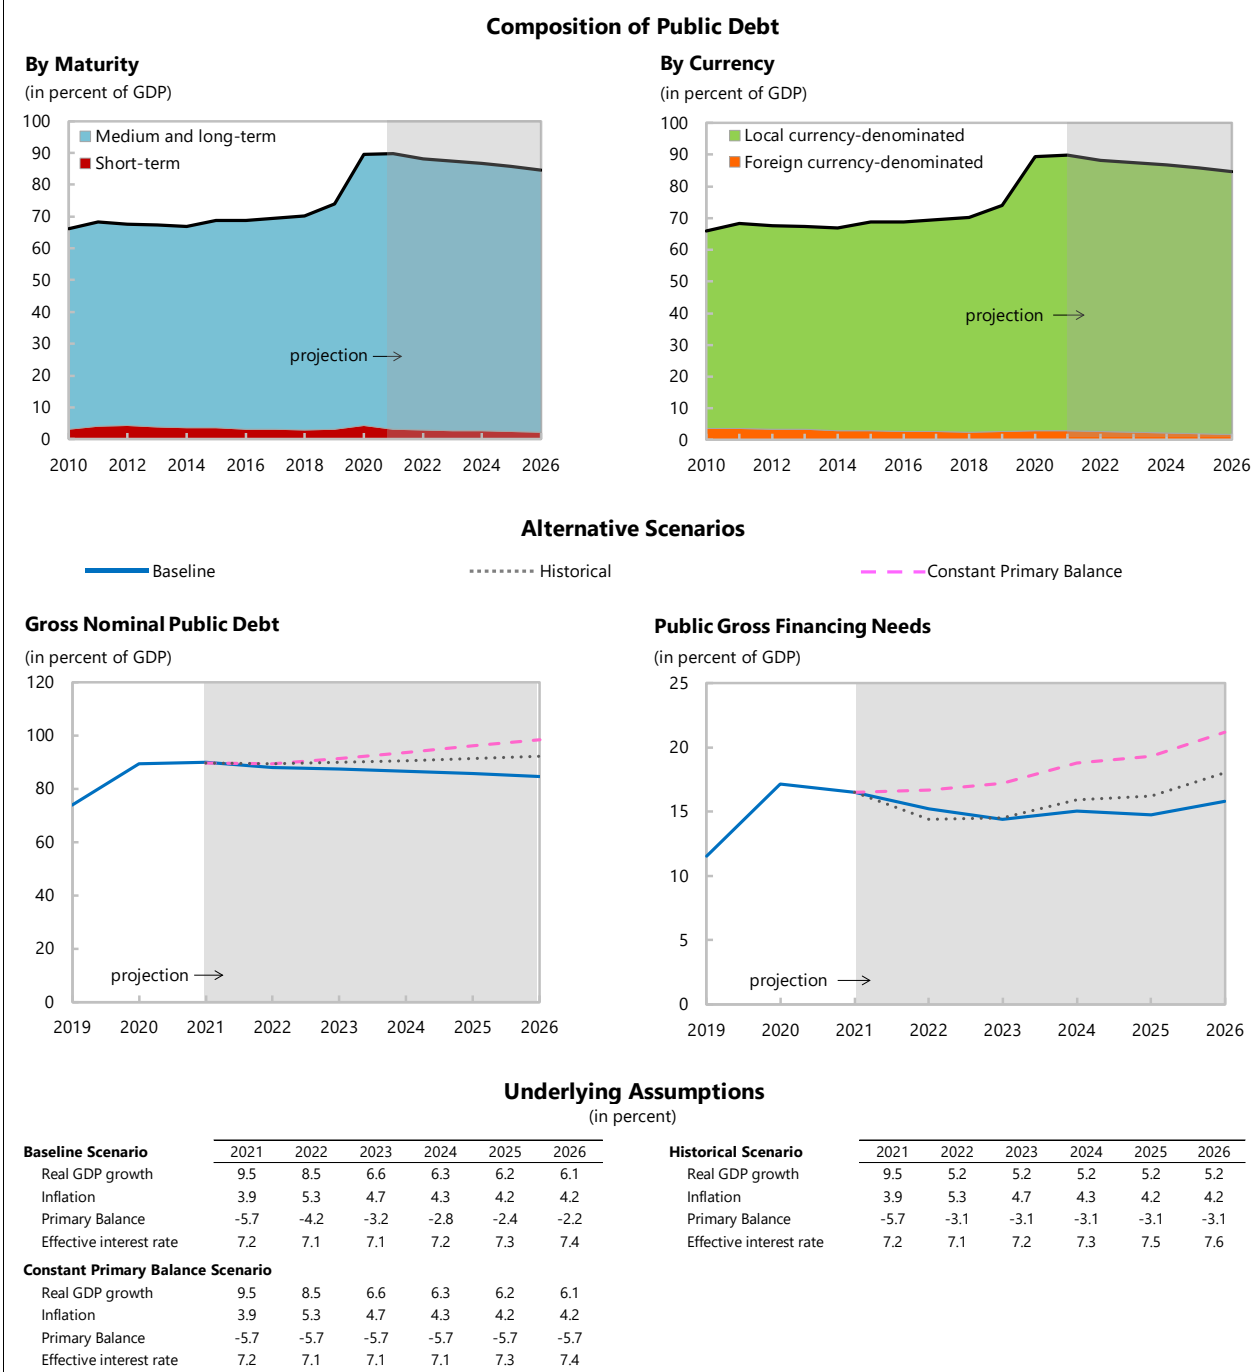 Composition of Public Debt
By Maturity
(in percent of GDP)
100
90
80
70
60
50
40
30
20
10
0
Medium and long-term
Short-term
projection
2010 2012 2014 2016 2018 2020 2022 2024 2026
By Currency
(in percent of GDP)
100
90
80
70
60
50
40
30
20
10
0
Local currency-denominated
Foreign currency-denominated
projection
2010 2012 2014 2016 2018 2020 2022 2024 2026
Alternative Scenarios
Baseline Historical Constant Primary Balance
Gross Nominal Public Debt
(in percent of GDP)
120
100
80
60
40
20
0
projection
2019 2020 2021 2022 2023 2024 2025 2026
Public Gross Financing Needs
(in percent of GDP)
25
20
15
10
5
0
projection
2019 2020 2021 2022 2023 2024 2025 2026
Underlying Assumptions
(in percent)
Baseline Scenario 2021 2022 2023 2024 2025 2026
Real GDP growth 9.5 8.5 6.6 6.3 6.2 6.1
Inflation 3.9 5.3 4.7 4.3 4.2 4.2
Primary Balance -5.7 -4.2 -3.2 -2.8 -2.4 -2.2
Effective interest rate 7.2 7.1 7.1 7.2 7.3 7.4
Constant Primary Balance Scenario
Real GDP growth 9.5 8.5 6.6 6.3 6.2 6.1
Inflation 3.9 5.3 4.7 4.3 4.2 4.2
Primary Balance -5.7 -5.7 -5.7 -5.7 -5.7 -5.7
Effective interest rate 7.2 7.1 7.1 7.1 7.3 7.4
Historical Scenario 2021 2022 2023 2024 2025 2026
Real GDP growth 9.5 5.2 5.2 5.2 5.2 5.2
Inflation 3.9 5.3 4.7 4.3 4.2 4.2
Primary Balance -5.7 -3.1 -3.1 -3.1 -3.1 -3.1
Effective interest rate 7.2 7.1 7.2 7.3 7.5 7.6